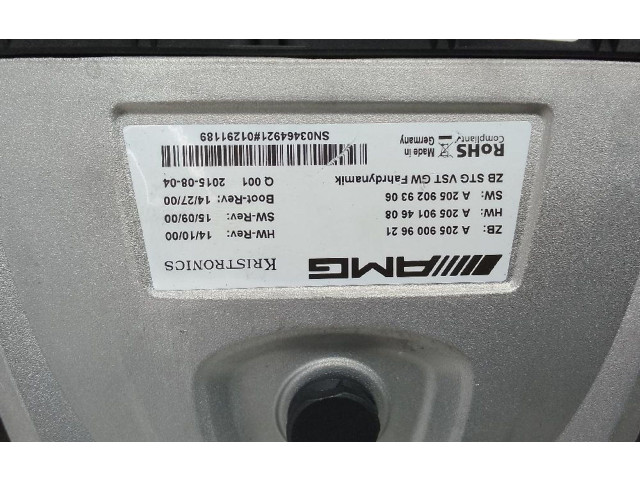 AMG
KRISTRONICS
ZB: A 205 900 96 21
HW: A 205 901 46 08
SW: A 205 902 93 06
ZB STG VST GW Fahrdynamik
HW-Rev: 14/10/00
SW-Rev: 15/09/00
Boot-Rev: 14/27/00
Q 001 2015-08-04
RoHS
Compliant
Made in
Germany
SN03464921#01291189